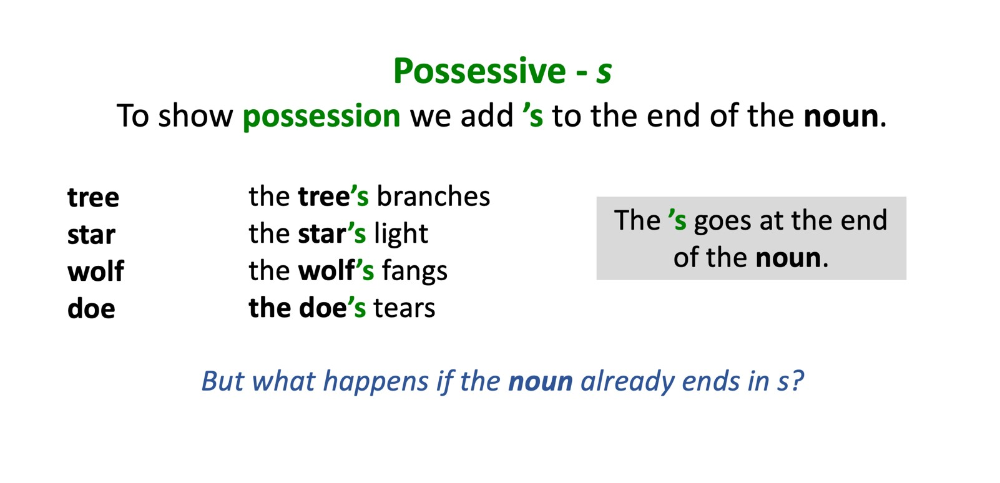 Possessive - s
To show possession we add ’s to the end of the noun.
tree the tree’s branches
star the star’s light
wolf the wolf’s fangs
doe the doe’s tears
The ’s goes at the end
of the noun.
But what happens if the noun already ends in s?